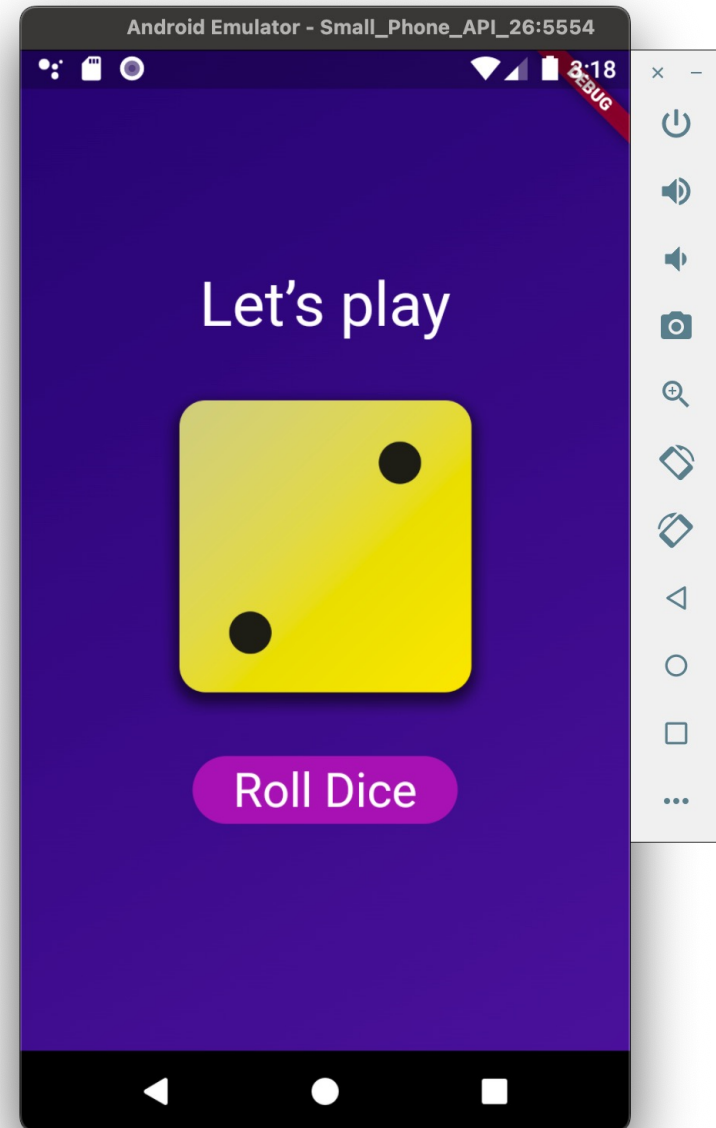 Android Emulator - Small_Phone_API_26:5554
3:18
DEBUG
Let’s play
Roll Dice